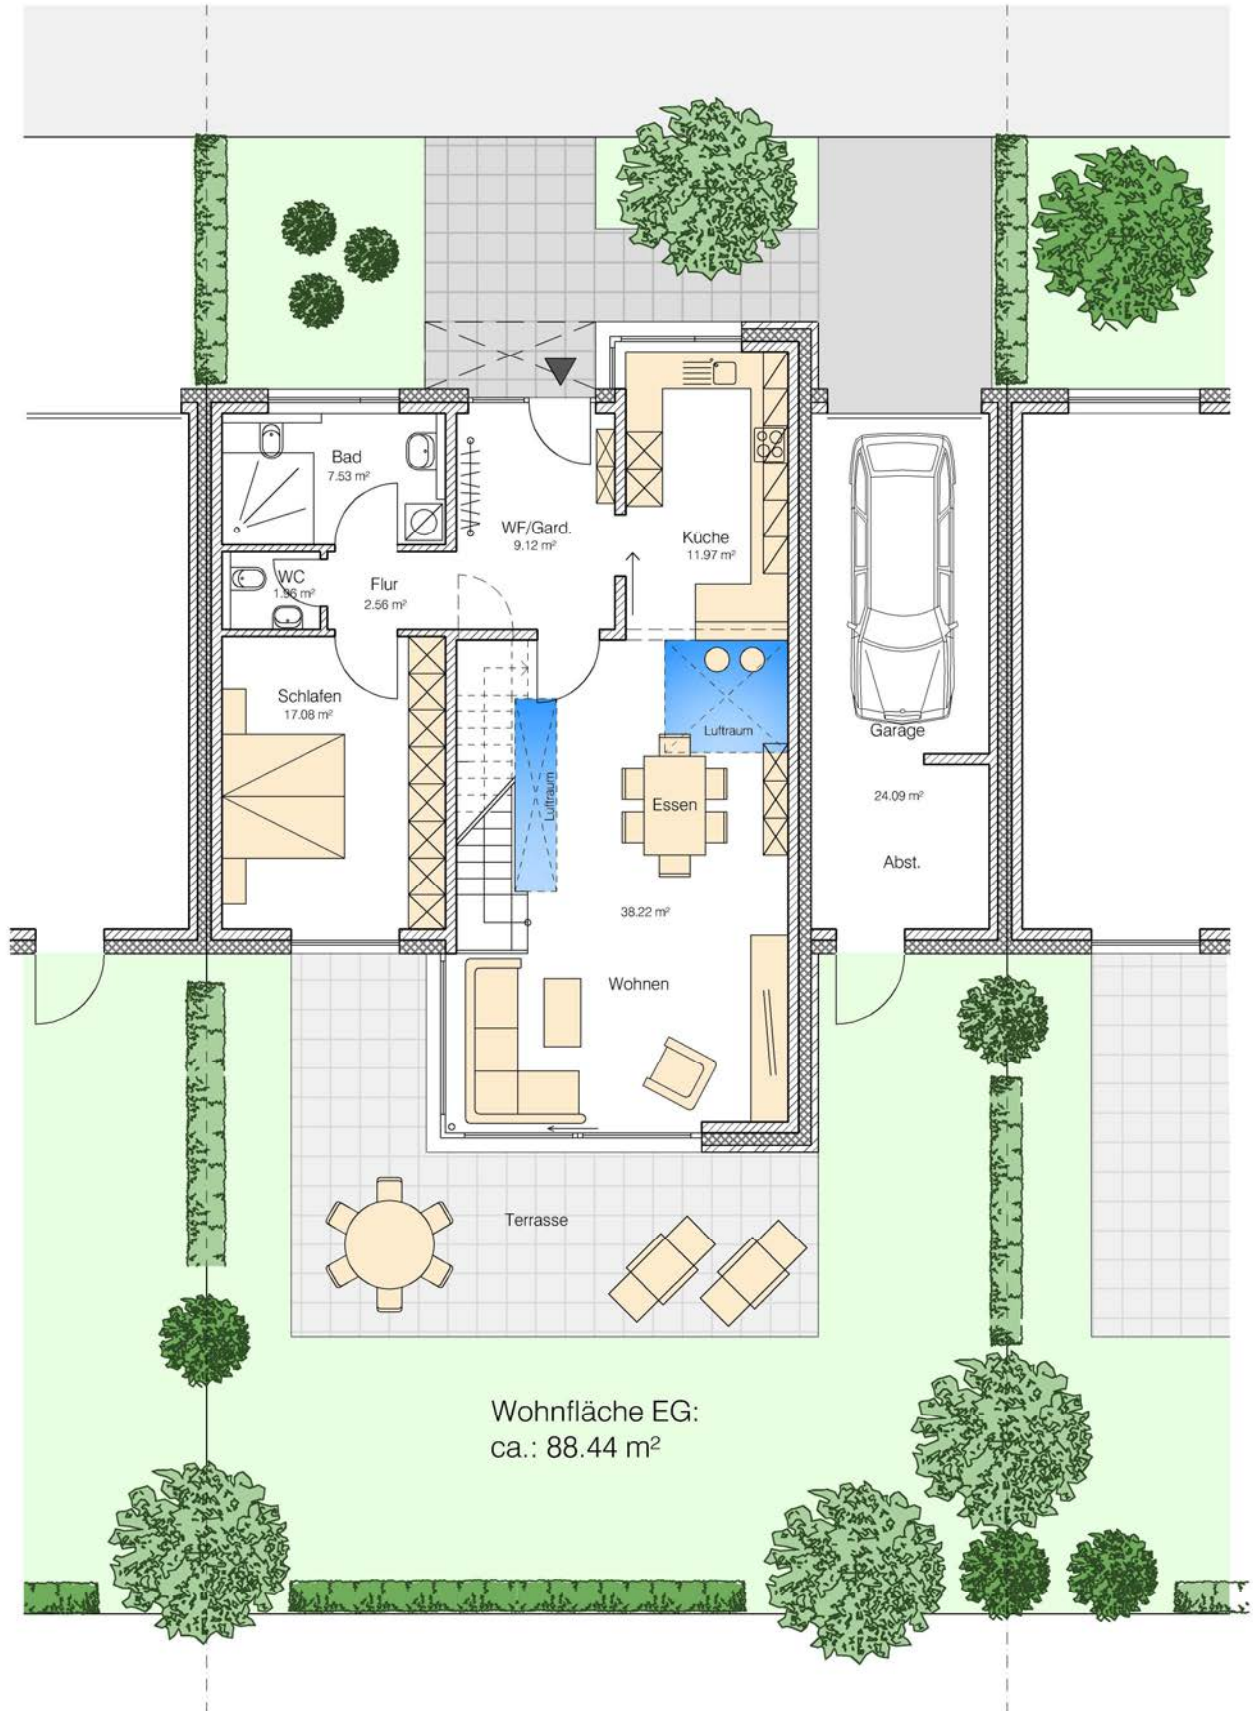 Bad
7.53 m²
WF/Gard.
9.12 m²
Küche
11.97 m²
WC
1.96 m²
Flur
2.56 m²
Schlafen
17.08 m²
Luftraum
Garage
Luftraum
Essen
24.09 m²
Abst.
38.22 m²
Wohnen
Terrasse
Wohnfläche EG:
ca.: 88.44 m²